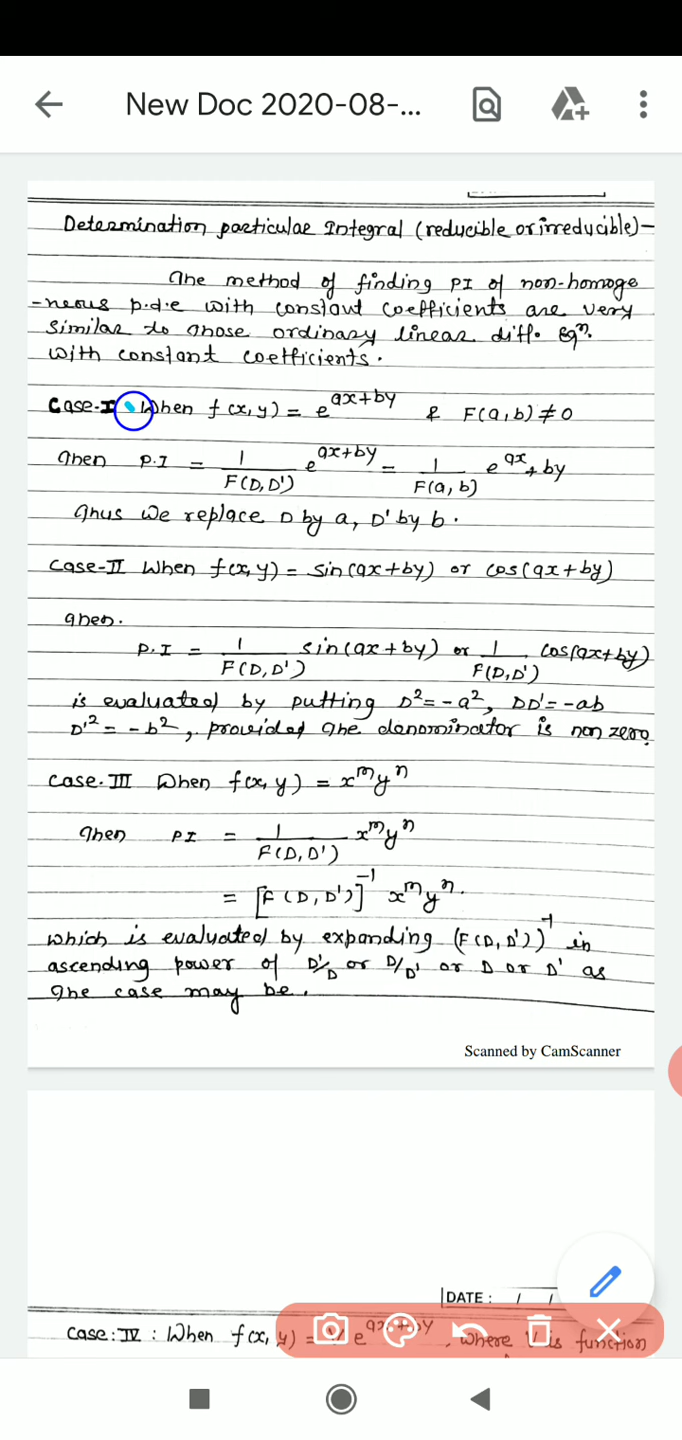 New Doc 2020-08-...
Determination particular Integral (reducible or irreducible)-
The method of finding PI of non-homoge
-neous p.d.e with constant coefficients are very
similar to those ordinary linear diff. Eqⁿ.
with constant coefficients.
Case-I When f(x,y) = e^{ax+by} & F(a,b) ≠ 0
Then P.I = 1/F(D,D') e^{ax+by} = 1/F(a,b) e^{ax+by}
Thus we replace D by a, D' by b.
Case-II When f(x,y) = sin(ax+by) or cos(ax+by)
Then.
P.I = 1/F(D,D') sin(ax+by) or 1/F(D,D') cos(ax+by)
is evaluated by putting D² = -a², DD' = -ab
D'² = -b², provided the denominator is non zero.
Case-III When f(x,y) = xᵐyⁿ
Then PI = 1/F(D,D') xᵐyⁿ
= [F(D,D')]⁻¹ xᵐyⁿ.
which is evaluated by expanding (F(D,D'))⁻¹ in
ascending power of D'/D or D/D' or D or D' as
the case may be.
Scanned by CamScanner
DATE: / /
Case:IV : When f(x,y) = V e^{ax+by}, where V is function